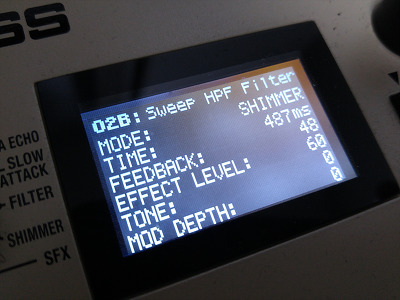 SS
02B: Sweep HPF Filter
MODE: SHIMMER
TIME: 487ms
FEEDBACK: 48
EFFECT LEVEL: 60
TONE: 0
MOD DEPTH: 0
A ECHO
L SLOW
ATTACK
FILTER
SHIMMER
SFX